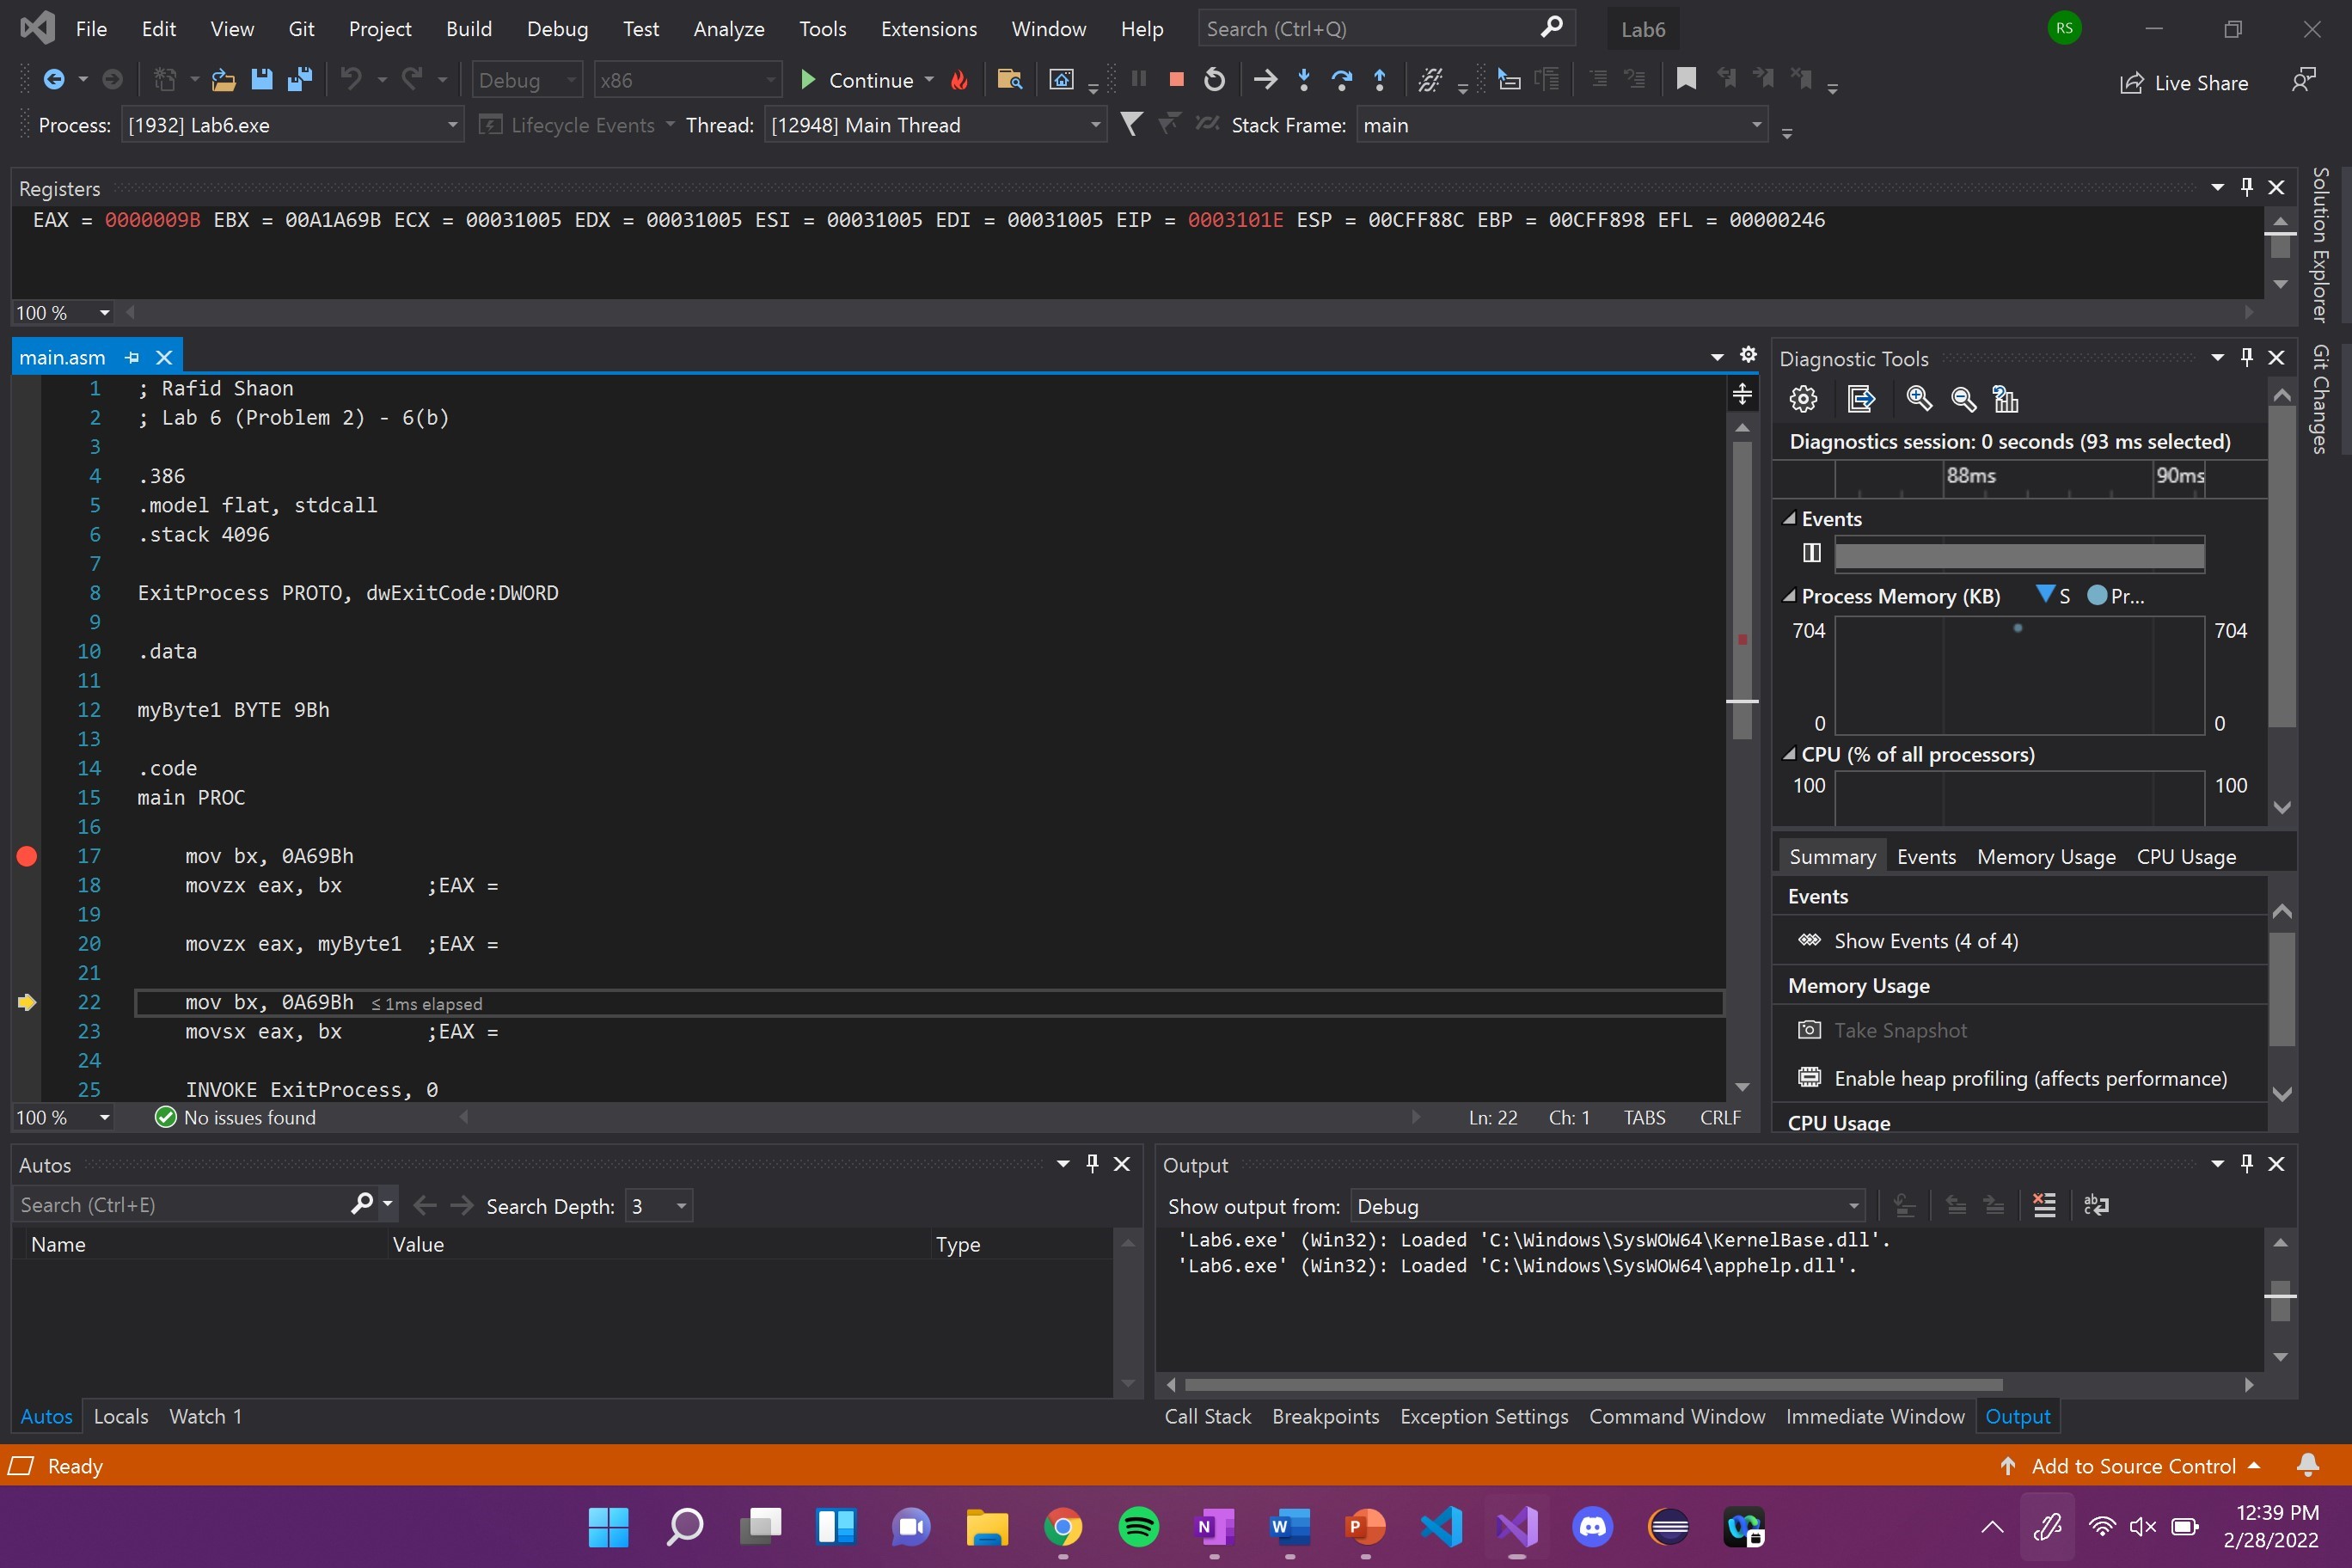 File Edit View Git Project Build Debug Test Analyze Tools Extensions Window Help Search (Ctrl+Q) Lab6 RS
Debug x86 Continue Live Share
Process: [1932] Lab6.exe Lifecycle Events Thread: [12948] Main Thread Stack Frame: main
Registers
EAX = 0000009B EBX = 00A1A69B ECX = 00031005 EDX = 00031005 ESI = 00031005 EDI = 00031005 EIP = 0003101E ESP = 00CFF88C EBP = 00CFF898 EFL = 00000246
100 %
Solution Explorer
Git Changes
main.asm
1 ; Rafid Shaon
2 ; Lab 6 (Problem 2) - 6(b)
3
4 .386
5 .model flat, stdcall
6 .stack 4096
7
8 ExitProcess PROTO, dwExitCode:DWORD
9
10 .data
11
12 myByte1 BYTE 9Bh
13
14 .code
15 main PROC
16
17 mov bx, 0A69Bh
18 movzx eax, bx ;EAX =
19
20 movzx eax, myByte1 ;EAX =
21
22 mov bx, 0A69Bh ≤ 1ms elapsed
23 movsx eax, bx ;EAX =
24
25 INVOKE ExitProcess, 0
100 % No issues found Ln: 22 Ch: 1 TABS CRLF
Diagnostic Tools
Diagnostics session: 0 seconds (93 ms selected)
88ms 90ms
Events
Process Memory (KB) S Pr...
704 704
0 0
CPU (% of all processors)
100 100
Summary Events Memory Usage CPU Usage
Events
Show Events (4 of 4)
Memory Usage
Take Snapshot
Enable heap profiling (affects performance)
CPU Usage
Autos
Search (Ctrl+E) Search Depth: 3
Name Value Type
Autos Locals Watch 1
Output
Show output from: Debug
'Lab6.exe' (Win32): Loaded 'C:\Windows\SysWOW64\KernelBase.dll'.
'Lab6.exe' (Win32): Loaded 'C:\Windows\SysWOW64\apphelp.dll'.
Call Stack Breakpoints Exception Settings Command Window Immediate Window Output
Ready Add to Source Control
12:39 PM
2/28/2022